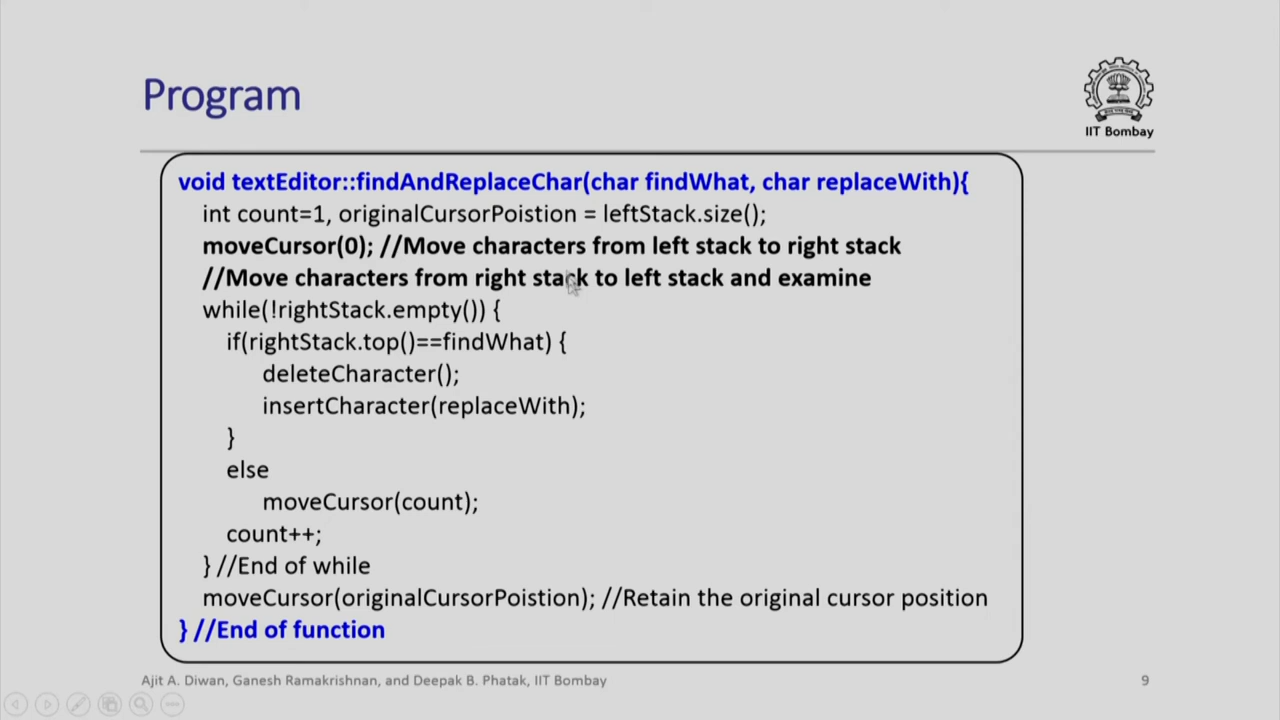 Program
IIT Bombay
void textEditor::findAndReplaceChar(char findWhat, char replaceWith){
int count=1, originalCursorPoistion = leftStack.size();
moveCursor(0); //Move characters from left stack to right stack
//Move characters from right stack to left stack and examine
while(!rightStack.empty()) {
if(rightStack.top()==findWhat) {
deleteCharacter();
insertCharacter(replaceWith);
}
else
moveCursor(count);
count++;
} //End of while
moveCursor(originalCursorPoistion); //Retain the original cursor position
} //End of function
Ajit A. Diwan, Ganesh Ramakrishnan, and Deepak B. Phatak, IIT Bombay
9